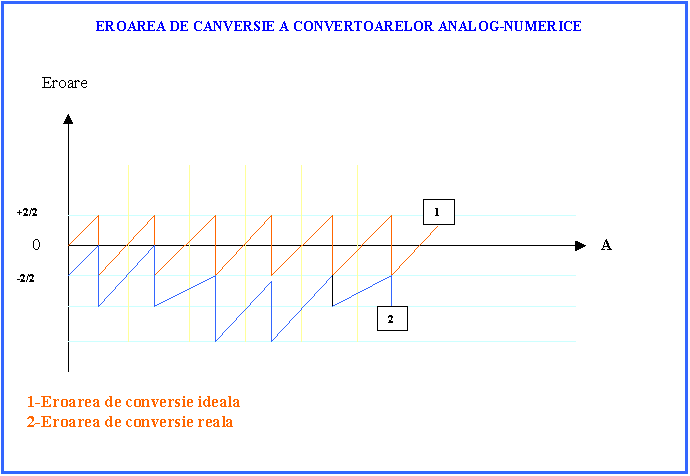 EROAREA DE CANVERSIE A CONVERTOARELOR ANALOG-NUMERICE
Eroare
+2/2
1
0
A
-2/2
2
1-Eroarea de conversie ideala
2-Eroarea de conversie reala